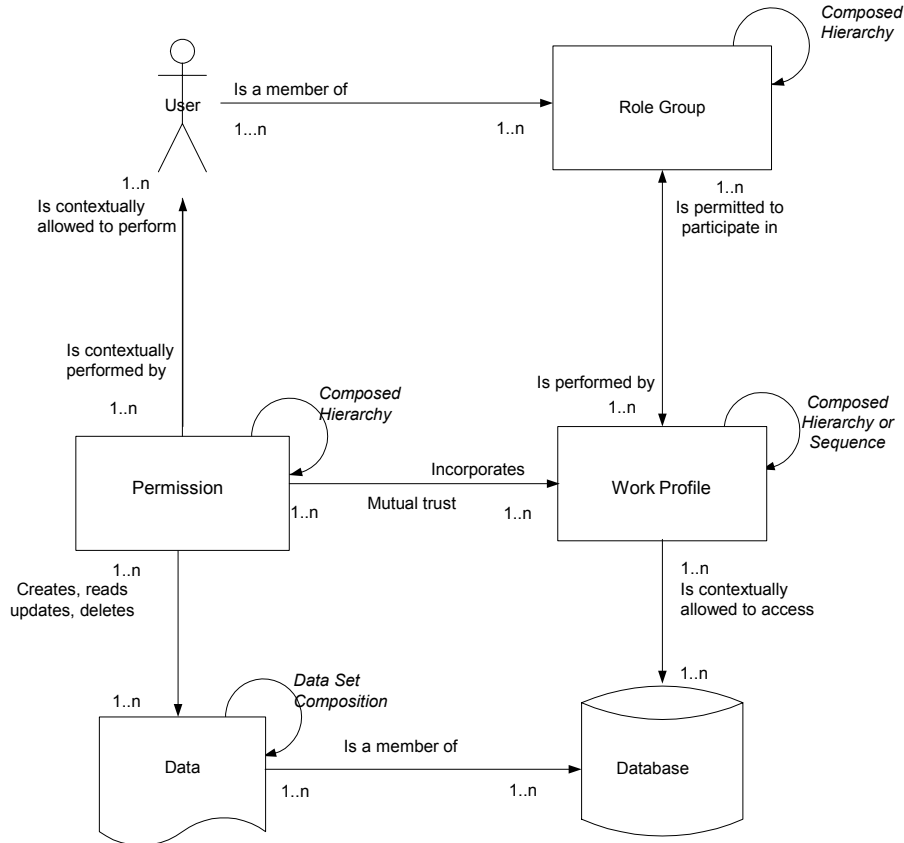 Composed
Hierarchy
Is a member of
User
Role Group
1...n
1..n
1..n
1..n
Is contextually
allowed to perform
Is permitted to
participate in
Is contextually
performed by
1..n
Composed
Hierarchy
Is performed by
1..n
Composed
Hierarchy or
Sequence
Permission
Incorporates
Work Profile
Mutual trust
1..n
1..n
1..n
Creates, reads
updates, deletes
1..n
Is contextually
allowed to access
1..n
Data Set
Composition
1..n
Is a member of
Data
Database
1..n
1..n